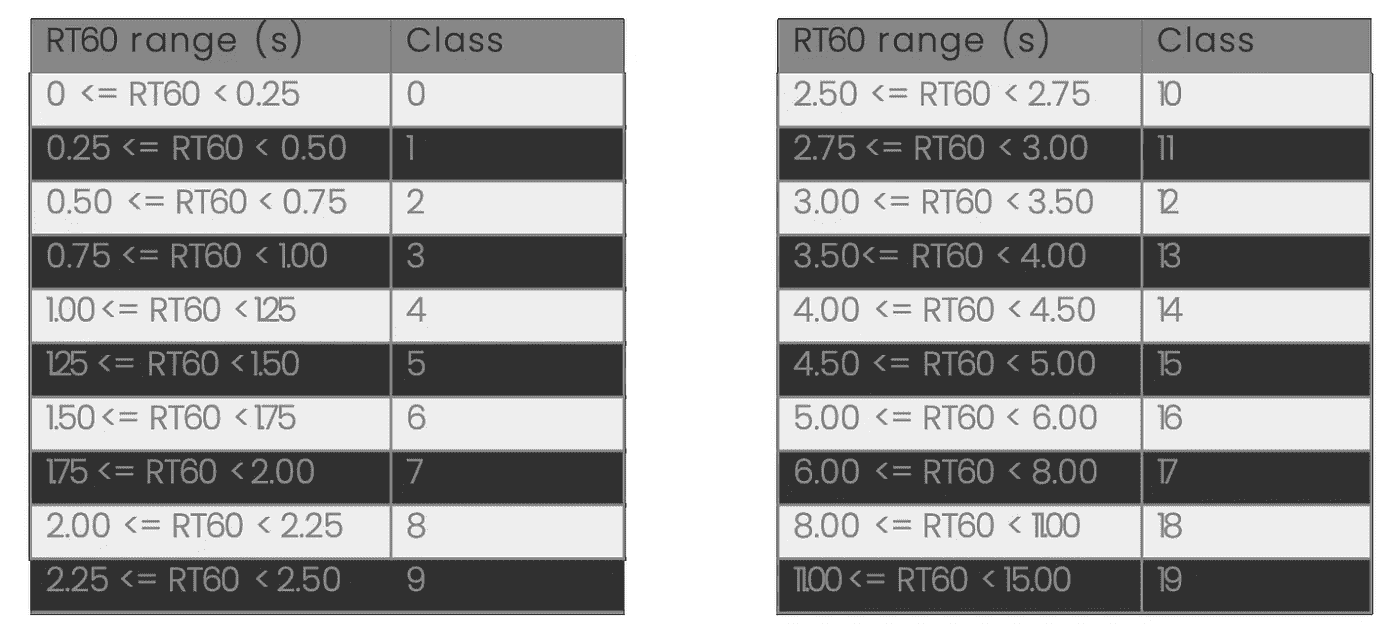 RT60 range (s) Class
0 <= RT60 < 0.25 0
0.25 <= RT60 < 0.50 1
0.50 <= RT60 < 0.75 2
0.75 <= RT60 < 1.00 3
1.00 <= RT60 < 1.25 4
1.25 <= RT60 < 1.50 5
1.50 <= RT60 < 1.75 6
1.75 <= RT60 < 2.00 7
2.00 <= RT60 < 2.25 8
2.25 <= RT60 < 2.50 9
RT60 range (s) Class
2.50 <= RT60 < 2.75 10
2.75 <= RT60 < 3.00 11
3.00 <= RT60 < 3.50 12
3.50<= RT60 < 4.00 13
4.00 <= RT60 < 4.50 14
4.50 <= RT60 < 5.00 15
5.00 <= RT60 < 6.00 16
6.00 <= RT60 < 8.00 17
8.00 <= RT60 < 11.00 18
11.00 <= RT60 < 15.00 19